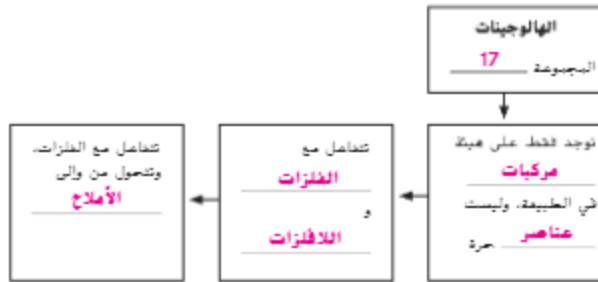 الهالوجينات
المجموعة 17
توجد فقط على هيئة
مركبات
في الطبيعة، وليست
عناصر حرة
تتفاعل مع
الفلزات
و
اللافلزات
تتفاعل مع الفلزات،
وتتحول من وإلى
الأملاح